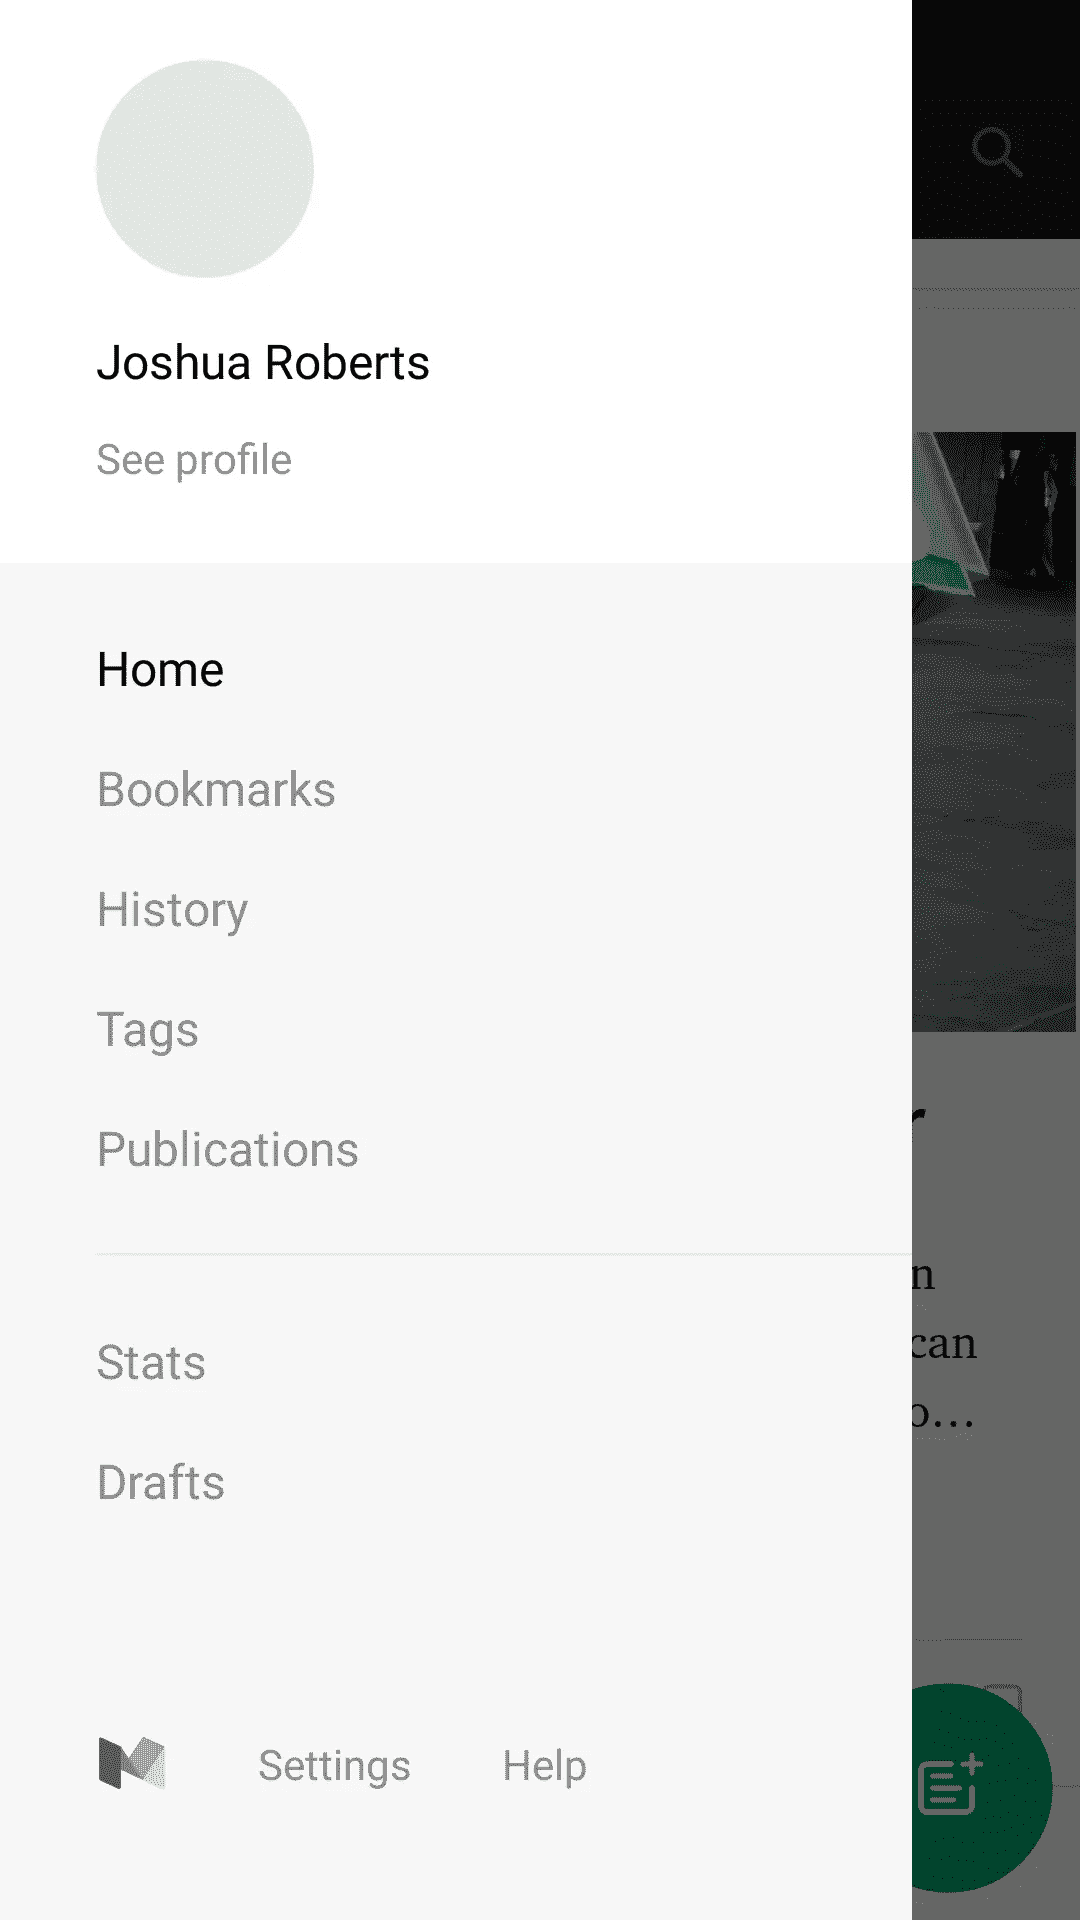 Joshua Roberts
See profile
Home
Bookmarks
History
Tags
Publications
n
can
o…
Stats
Drafts
Settings Help